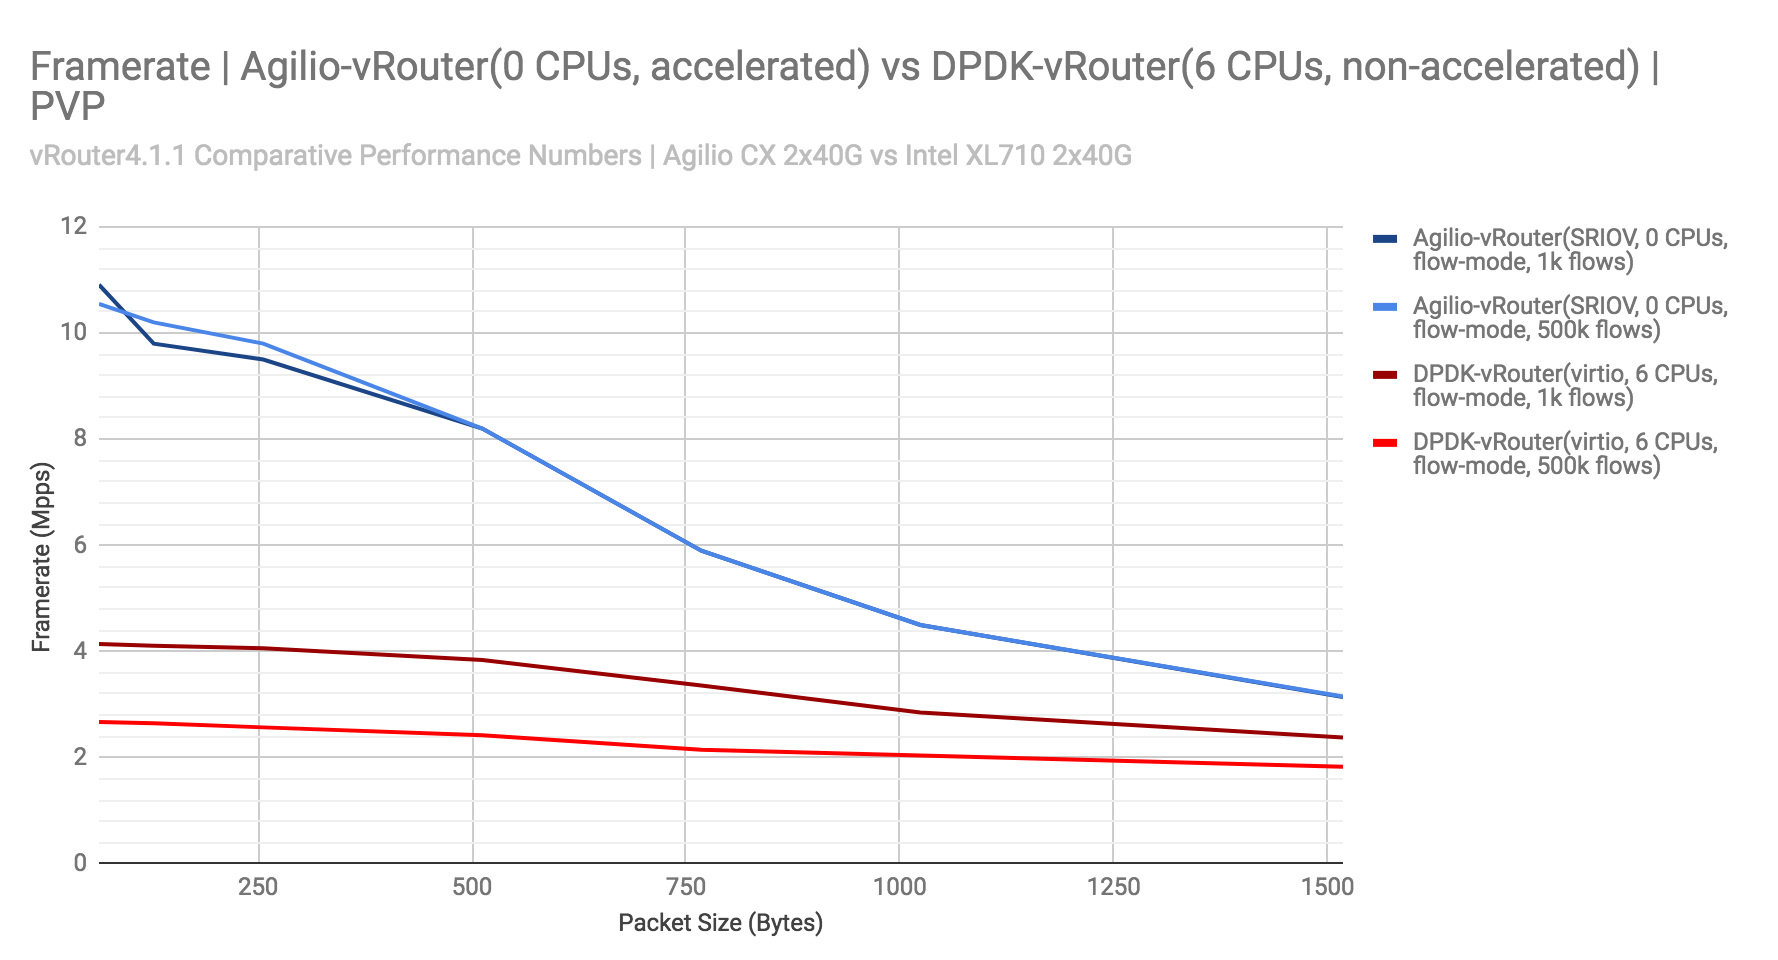 Framerate | Agilio-vRouter(0 CPUs, accelerated) vs DPDK-vRouter(6 CPUs, non-accelerated) |
PVP
vRouter4.1.1 Comparative Performance Numbers | Agilio CX 2x40G vs Intel XL710 2x40G
12
10
8
6
4
2
0
Framerate (Mpps)
250
500
750
1000
1250
1500
Packet Size (Bytes)
Agilio-vRouter(SRIOV, 0 CPUs,
flow-mode, 1k flows)
Agilio-vRouter(SRIOV, 0 CPUs,
flow-mode, 500k flows)
DPDK-vRouter(virtio, 6 CPUs,
flow-mode, 1k flows)
DPDK-vRouter(virtio, 6 CPUs,
flow-mode, 500k flows)